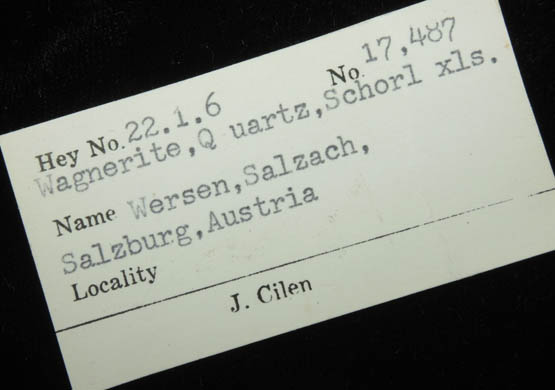 Hey No. 22.1.6 No. 17,487
Wagnerite,Q uartz,Schorl xls.
Name Wersen,Salzach,
Salzburg,Austria
Locality
J. Cilen